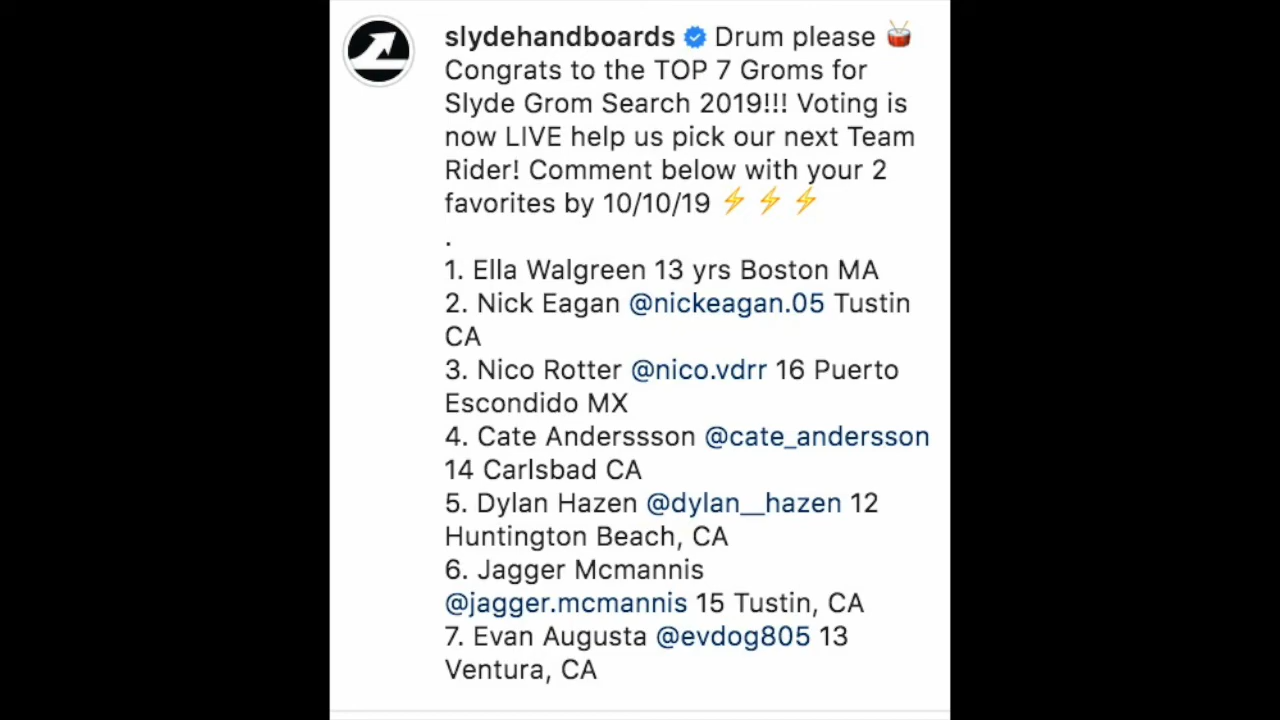 slydehandboards Drum please 🥁
Congrats to the TOP 7 Groms for
Slyde Grom Search 2019!!! Voting is
now LIVE help us pick our next Team
Rider! Comment below with your 2
favorites by 10/10/19 ⚡⚡⚡
.
1. Ella Walgreen 13 yrs Boston MA
2. Nick Eagan @nickeagan.05 Tustin
CA
3. Nico Rotter @nico.vdrr 16 Puerto
Escondido MX
4. Cate Anderssson @cate_andersson
14 Carlsbad CA
5. Dylan Hazen @dylan__hazen 12
Huntington Beach, CA
6. Jagger Mcmannis
@jagger.mcmannis 15 Tustin, CA
7. Evan Augusta @evdog805 13
Ventura, CA